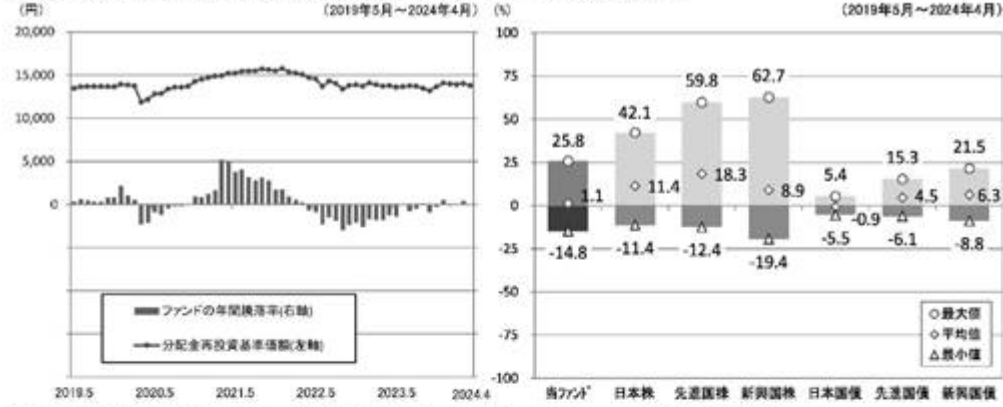 (円)
(2019年5月～2024年4月)
20,000
15,000
10,000
5,000
0
ファンドの年間騰落率(右軸)
分配金再投資基準価額(左軸)
2019.5 2020.5 2021.5 2022.5 2023.5 2024.4
(%)
(2019年5月～2024年4月)
100
75
50
25
0
-25
-50
-75
-100
25.8 42.1 59.8 62.7 5.4 15.3 21.5
1.1 11.4 18.3 8.9 -0.9 4.5 6.3
-14.8 -11.4 -12.4 -19.4 -5.5 -6.1 -8.8
○最大値
◇平均値
△最小値
当ファンド 日本株 先進国株 新興国株 日本国債 先進国債 新興国債